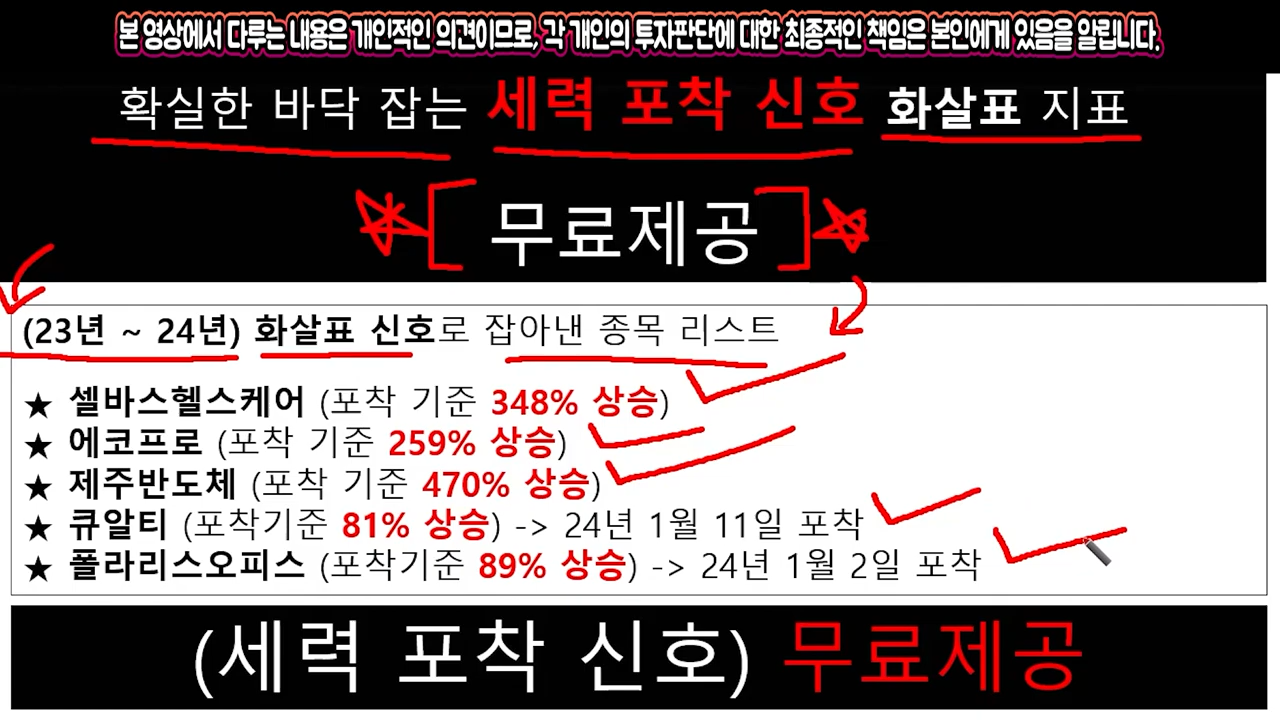 본 영상에서 다루는 내용은 개인적인 의견이므로, 각 개인의 투자판단에 대한 최종적인 책임은 본인에게 있음을 알립니다.
확실한 바닥 잡는 세력 포착 신호 화살표 지표
무료제공
(23년 ~ 24년) 화살표 신호로 잡아낸 종목 리스트
★ 셀바스헬스케어 (포착 기준 348% 상승)
★ 에코프로 (포착 기준 259% 상승)
★ 제주반도체 (포착 기준 470% 상승)
★ 큐알티 (포착기준 81% 상승) -> 24년 1월 11일 포착
★ 폴라리스오피스 (포착기준 89% 상승) -> 24년 1월 2일 포착
(세력 포착 신호) 무료제공